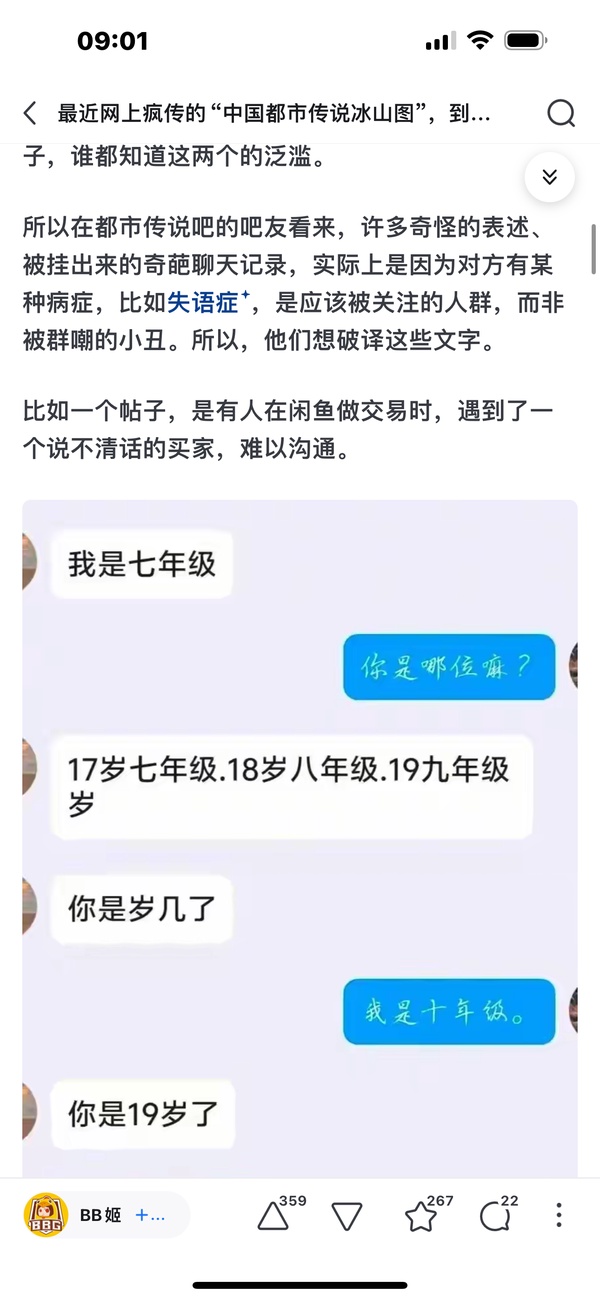 09:01
最近网上疯传的“中国都市传说冰山图”，到...
子，谁都知道这两个的泛滥。
所以在都市传说吧的吧友看来，许多奇怪的表述、
被挂出来的奇葩聊天记录，实际上是因为对方有某
种病症，比如失语症，是应该被关注的人群，而非
被群嘲的小丑。所以，他们想破译这些文字。
比如一个帖子，是有人在闲鱼做交易时，遇到了一
个说不清话的买家，难以沟通。
我是七年级
你是哪位嘛？
17岁七年级.18岁八年级.19九年级
岁
你是岁几了
我是十年级。
你是19岁了
BBG
BB姬
+...
359
267
22